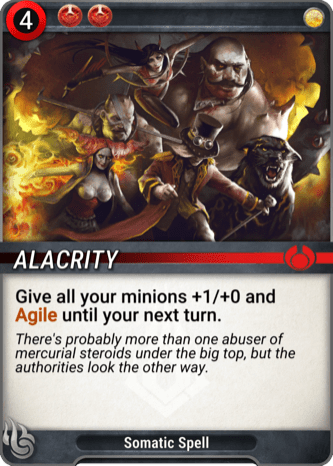 4
ALACRITY
Give all your minions +1/+0 and
Agile until your next turn.
There's probably more than one abuser of
mercurial steroids under the big top, but the
authorities look the other way.
Somatic Spell